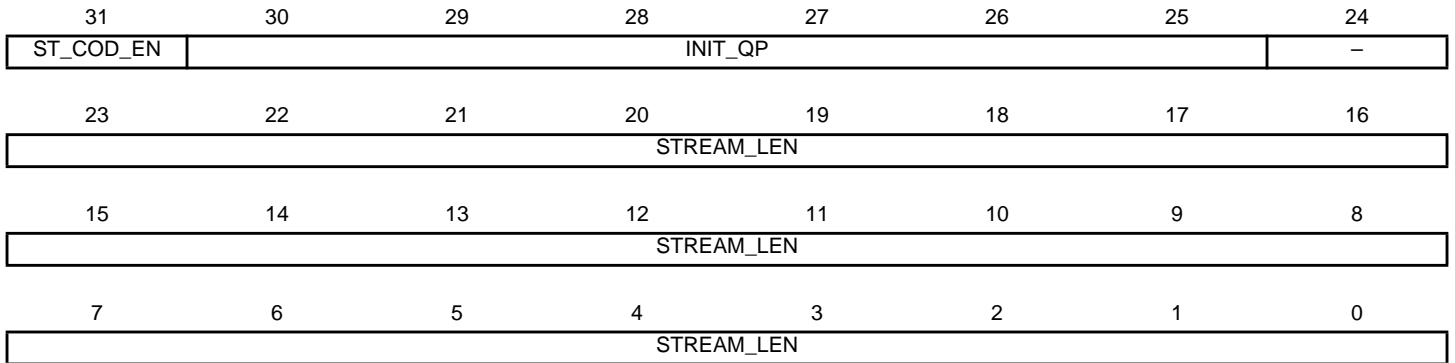 31 30 29 28 27 26 25 24
ST_COD_EN INIT_QP –
23 22 21 20 19 18 17 16
STREAM_LEN
15 14 13 12 11 10 9 8
STREAM_LEN
7 6 5 4 3 2 1 0
STREAM_LEN